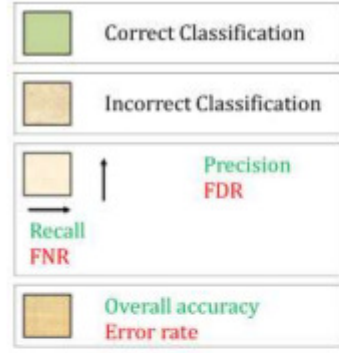 Correct Classification
Incorrect Classification
Precision
FDR
Recall
FNR
Overall accuracy
Error rate